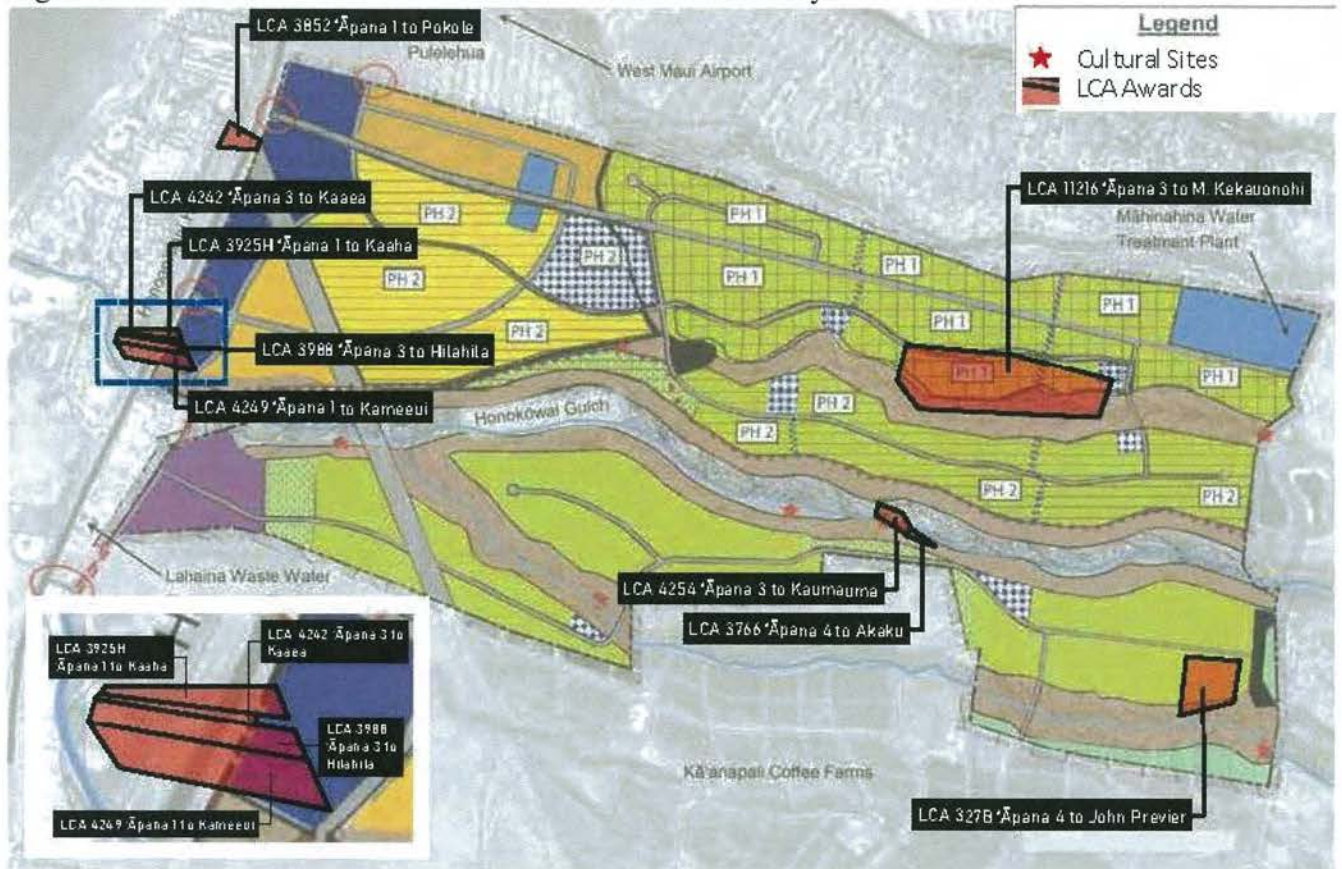 LCA 3852 ‘Āpana 1 to Pokole
Pulelehua
West Maui Airport
Legend
Cultural Sites
LCA Awards
LCA 4242 ‘Āpana 3 to Kaaea
LCA 3925H ‘Āpana 1 to Kaaha
LCA 11216 ‘Āpana 3 to M. Kekauonohi
Māhinahina Water
Treatment Plant
PH 2
PH 2
PH 1
PH 1
PH 1
PH 1
PH 1
PH 2
PH 1
PH 1
LCA 3988 ‘Āpana 3 to Hilahila
LCA 4249 ‘Āpana 1 to Kameeui
Honokōwai Gulch
PH 2
PH 2
PH 2
PH 2
Lahaina Waste Water
LCA 4254 ‘Āpana 3 to Kaumauma
LCA 3766 ‘Āpana 4 to Akaku
LCA 3925H
‘Āpana 1 to Kaaha
LCA 4242 ‘Āpana 3 to
Kaaea
LCA 3988
‘Āpana 3 to
Hilahila
LCA 4249 ‘Āpana 1 to Kameeui
Kā‘anapali Coffee Farms
LCA 327B ‘Āpana 4 to John Previer